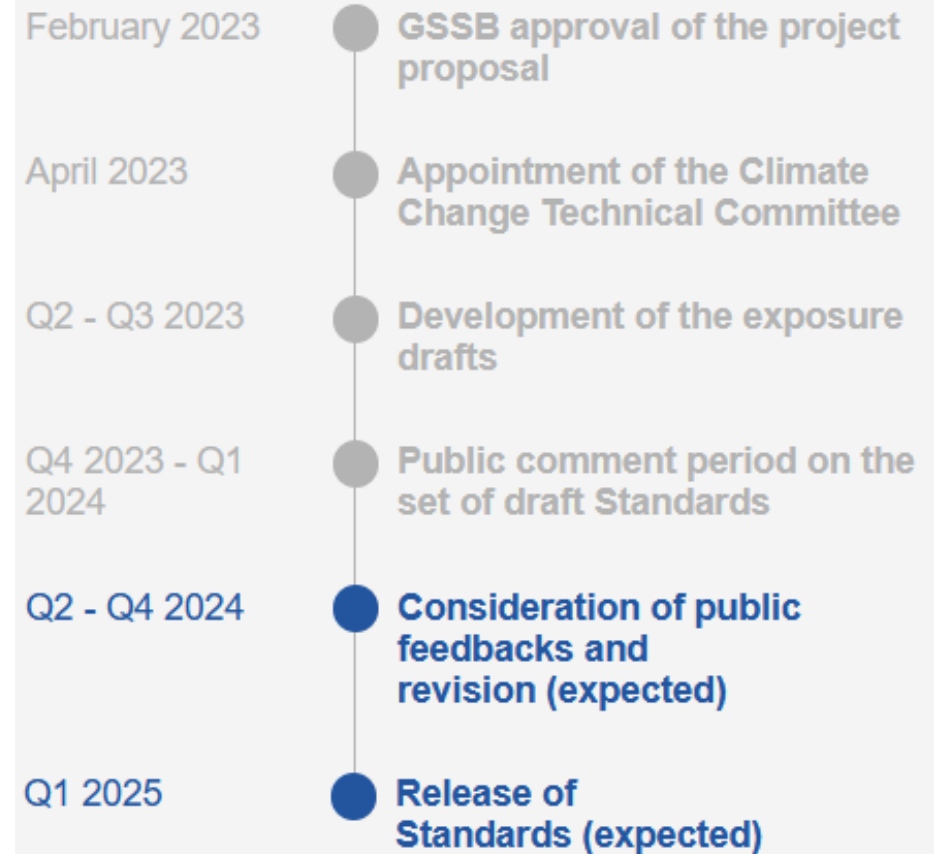 February 2023
GSSB approval of the project
proposal
April 2023
Appointment of the Climate
Change Technical Committee
Q2 - Q3 2023
Development of the exposure
drafts
Q4 2023 - Q1
2024
Public comment period on the
set of draft Standards
Q2 - Q4 2024
Consideration of public
feedbacks and
revision (expected)
Q1 2025
Release of
Standards (expected)